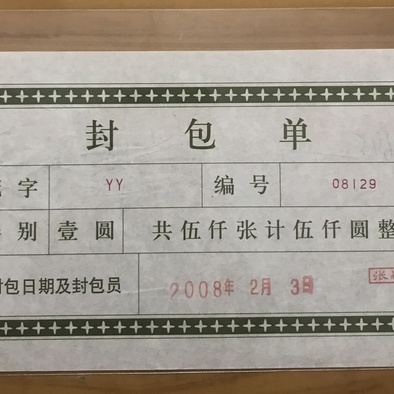 封包单
字 YY 编号 08129
别 壹圆 共伍仟张计伍仟圆整
包日期及封包员 2008年 2月 3日 张